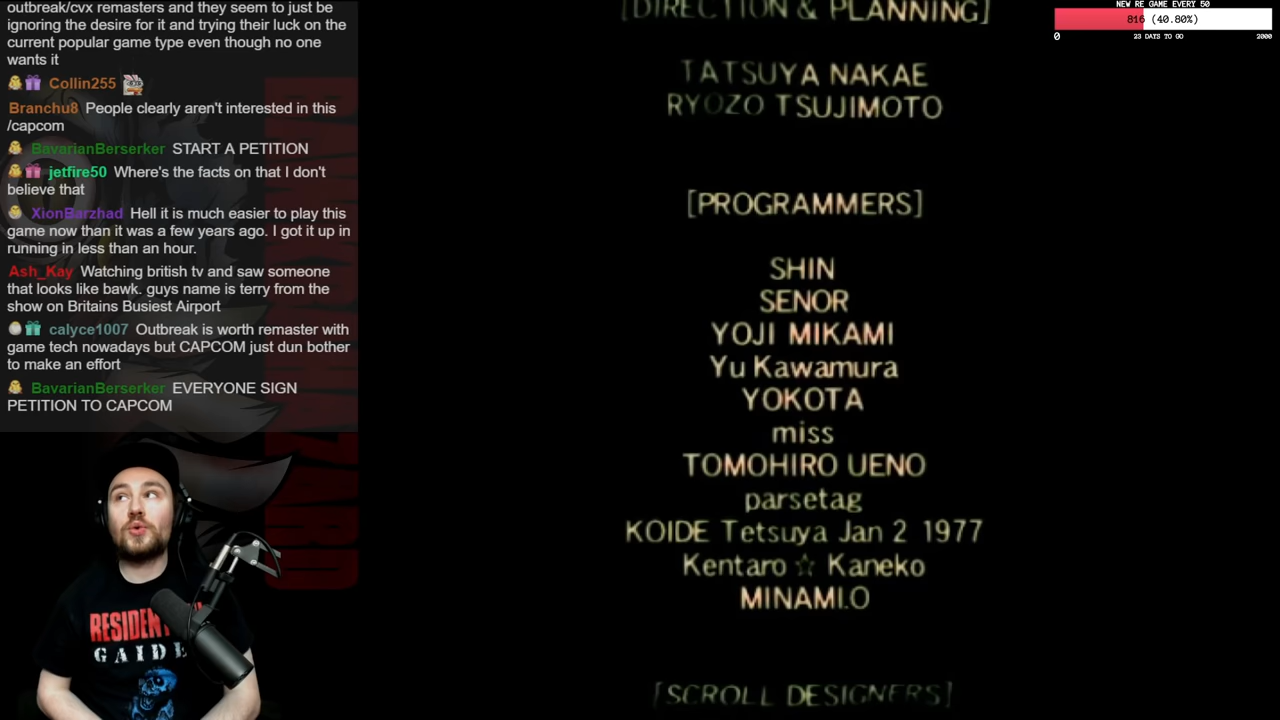 outbreak/cvx remasters and they seem to just be
ignoring the desire for it and trying their luck on the
current popular game type even though no one
wants it
Collin255
Branchu8 People clearly aren't interested in this
/capcom
BavarianBerserker START A PETITION
jetfire50 Where's the facts on that I don't
believe that
XionBarzhad Hell it is much easier to play this
game now than it was a few years ago. I got it up in
running in less than an hour.
Ash_Kay Watching british tv and saw someone
that looks like bawk. guys name is terry from the
show on Britains Busiest Airport
calyce1007 Outbreak is worth remaster with
game tech nowadays but CAPCOM just dun bother
to make an effort
BavarianBerserker EVERYONE SIGN
PETITION TO CAPCOM
[DIRECTION & PLANNING]
TATSUYA NAKAE
RYOZO TSUJIMOTO
[PROGRAMMERS]
SHIN
SENOR
YOJI MIKAMI
Yu Kawamura
YOKOTA
miss
TOMOHIRO UENO
parsetag
KOIDE Tetsuya Jan 2 1977
Kentaro ☆ Kaneko
MINAMI.O
[SCROLL DESIGNERS]
NEW RE GAME EVERY 50
816 (40.80%)
0 23 DAYS TO GO 2000
RESIDENT
GAIDE